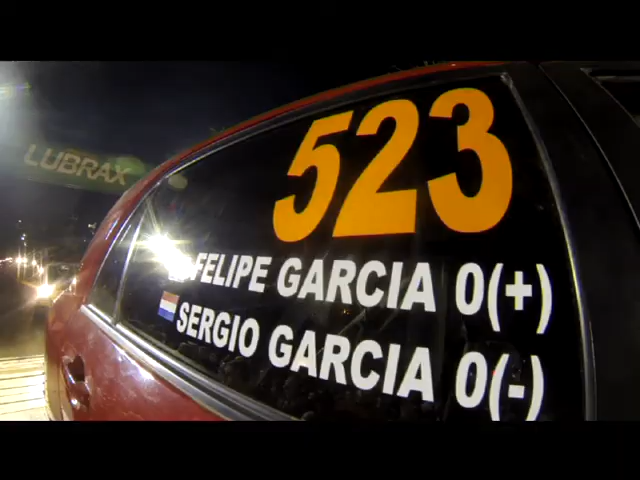 LUBRAX
523
FELIPE GARCIA 0(+)
SERGIO GARCIA 0(-)